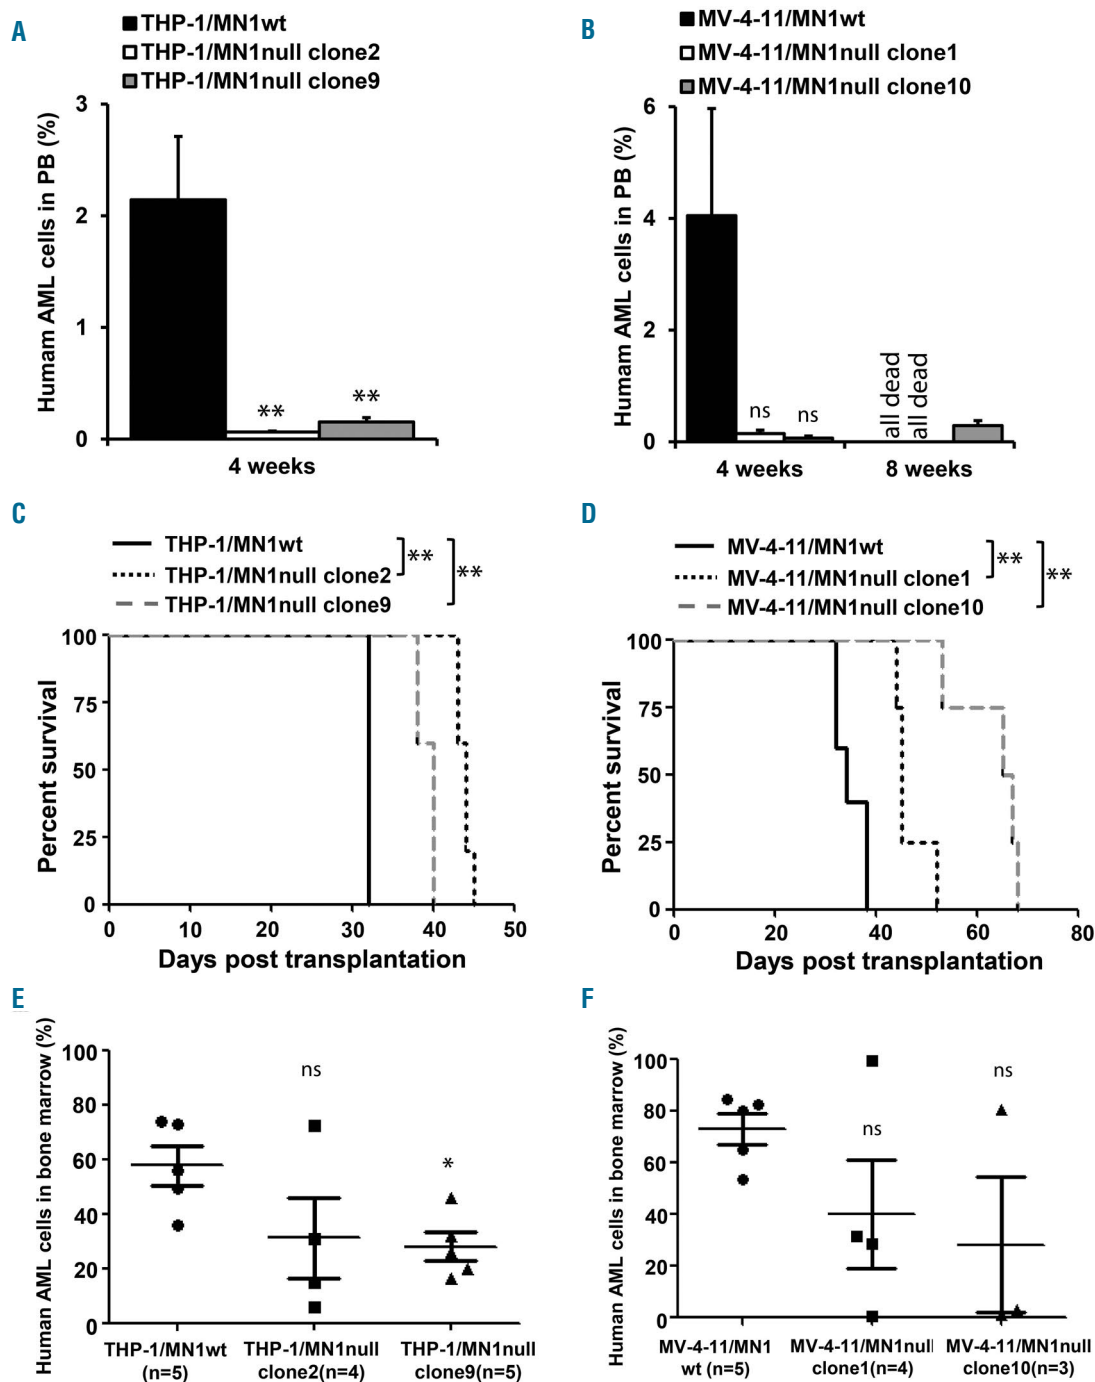 A
THP-1/MN1wt
THP-1/MN1null clone2
THP-1/MN1null clone9
Humam AML cells in PB (%)
3
2
1
0
**
**
4 weeks
B
MV-4-11/MN1wt
MV-4-11/MN1null clone1
MV-4-11/MN1null clone10
Human AML cells in PB (%)
6
4
2
0
ns
ns
all dead
all dead
4 weeks
8 weeks
C
THP-1/MN1wt
THP-1/MN1null clone2
THP-1/MN1null clone9
**
**
Percent survival
100
75
50
25
0
0 10 20 30 40 50
Days post transplantation
D
MV-4-11/MN1wt
MV-4-11/MN1null clone1
MV-4-11/MN1null clone10
**
**
Percent survival
100
75
50
25
0
0 20 40 60 80
Days post transplantation
E
Human AML cells in bone marrow (%)
100
80
60
40
20
0
ns
*
THP-1/MN1wt
(n=5)
THP-1/MN1null
clone2(n=4)
THP-1/MN1null
clone9(n=5)
F
Human AML cells in bone marrow (%)
100
80
60
40
20
0
ns
ns
MV-4-11/MN1
wt (n=5)
MV-4-11/MN1null
clone1(n=4)
MV-4-11/MN1null
clone10(n=3)